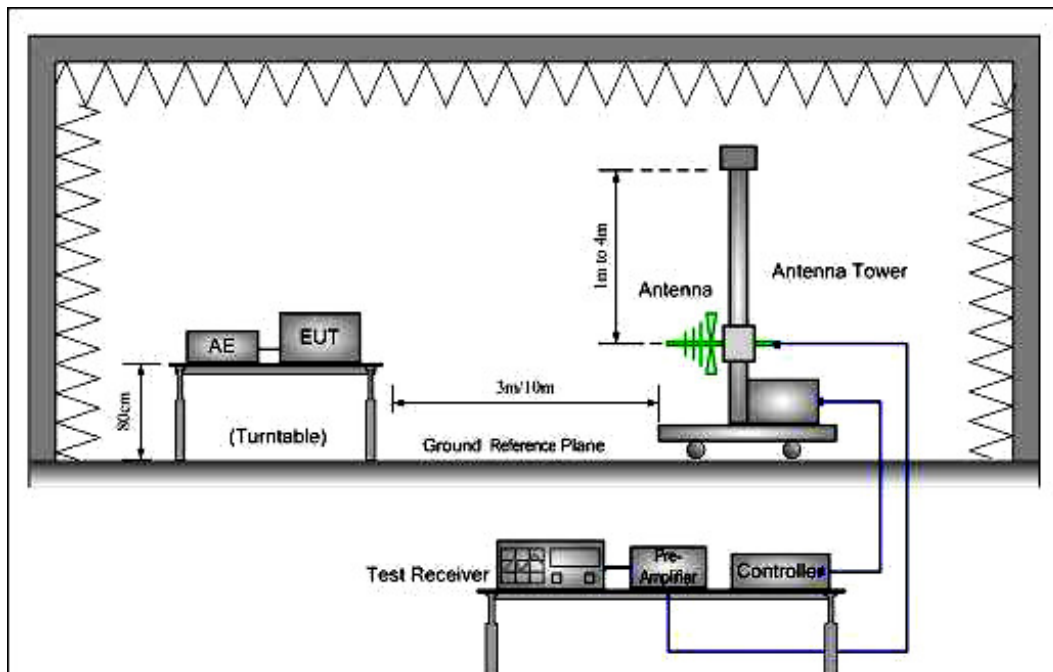 1m to 4m
Antenna Tower
Antenna
AE
EUT
3m/10m
80cm
(Turntable)
Ground Reference Plane
Test Receiver
Pre-
Amplifier
Controller